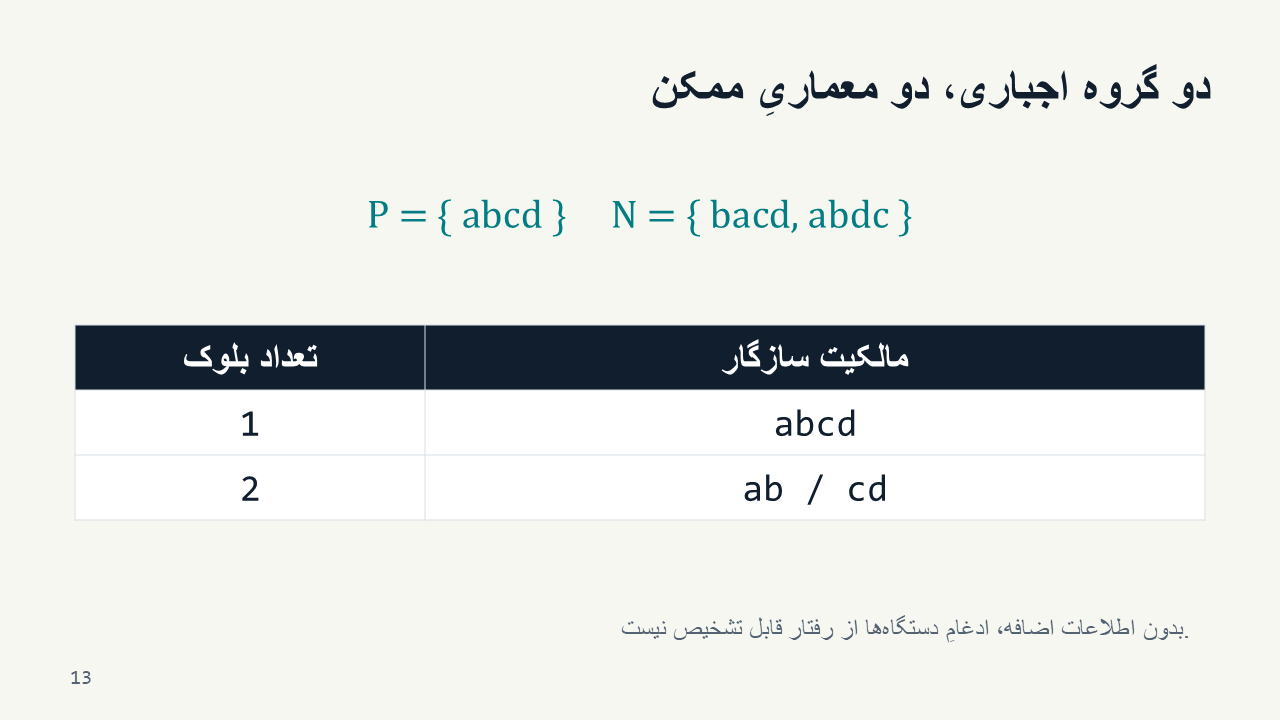 دو گروه اجباری، دو معماریِ ممکن
P = { abcd }  N = { bacd, abdc }
مالکیت سازگار
تعداد بلوک
abcd
1
ab / cd
2
بدون اطلاعات اضافه، ادغامِ دستگاه‌ها از رفتار قابل تشخیص نیست.
13